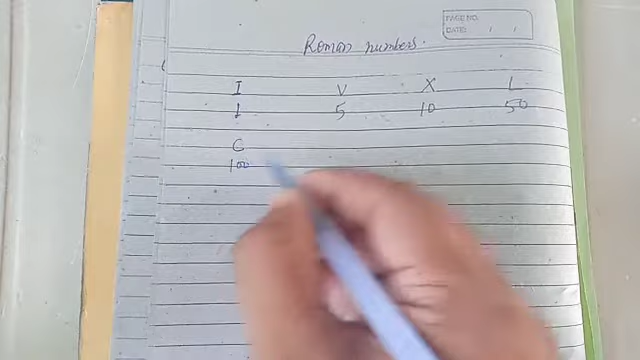 PAGE NO.
DATE: / /
Roman numbers.
I V X L
1 5 10 50
C
100